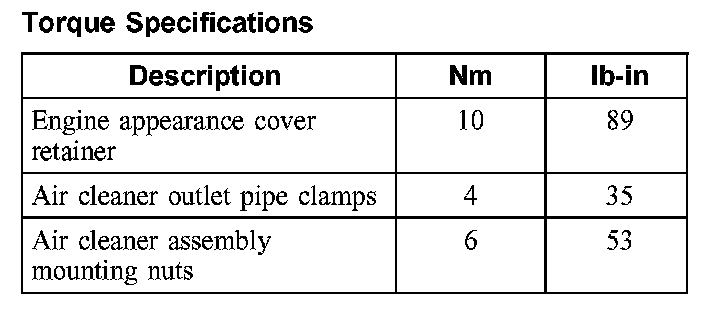 Torque Specifications
Description Nm lb-in
Engine appearance cover 10 89
retainer
Air cleaner outlet pipe clamps 4 35
Air cleaner assembly 6 53
mounting nuts